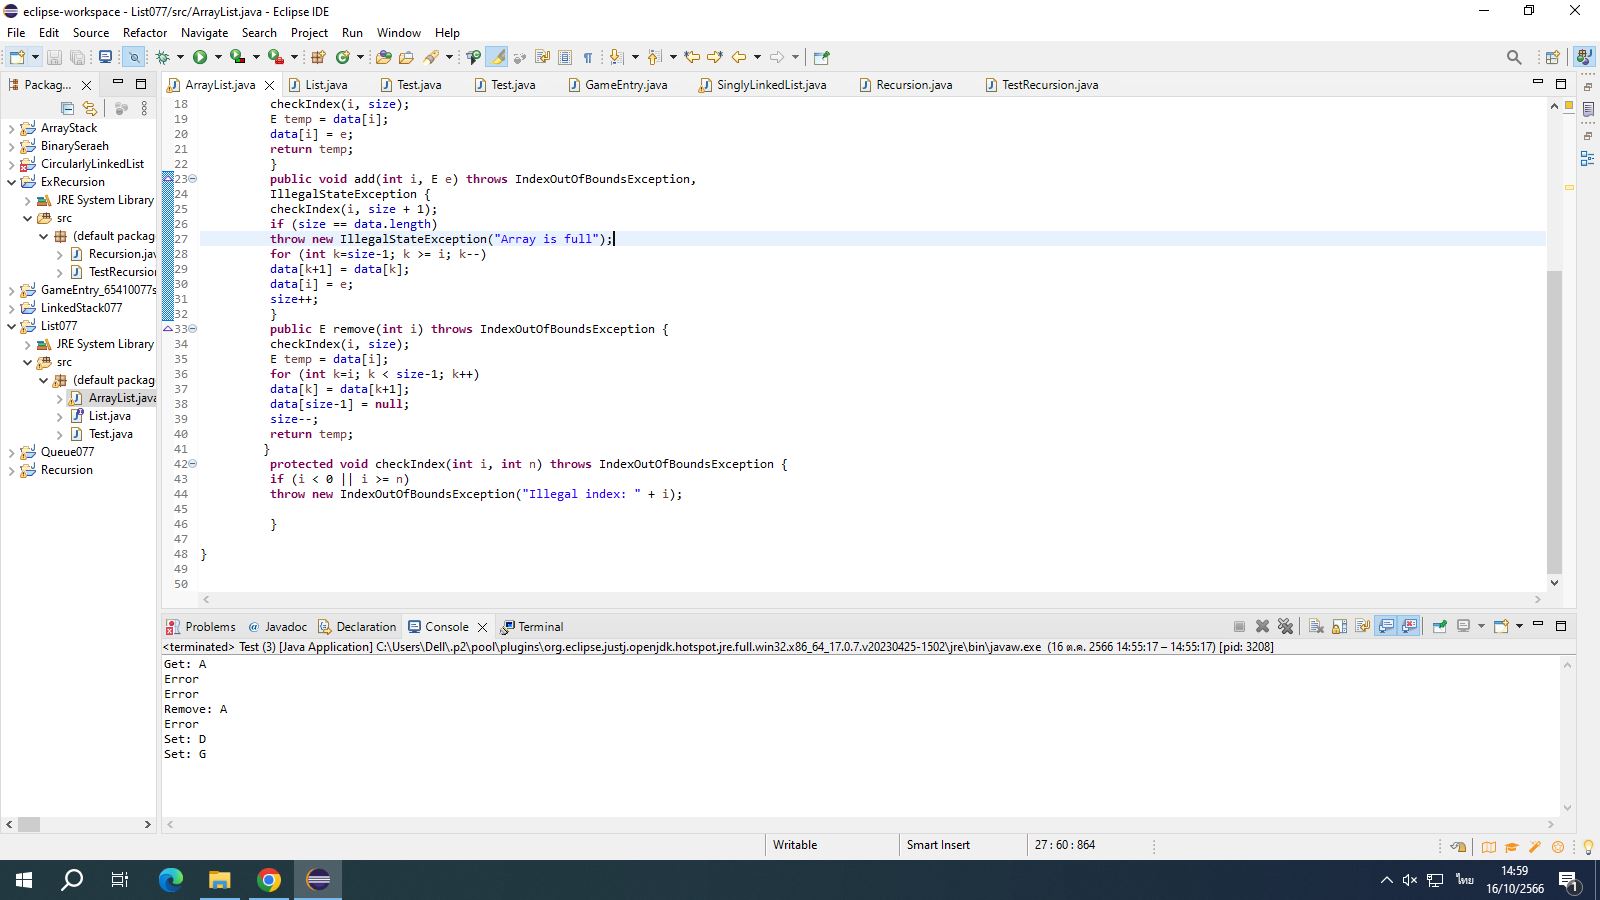 eclipse-workspace - List077/src/ArrayList.java - Eclipse IDE
File Edit Source Refactor Navigate Search Project Run Window Help
Packag...
ArrayList.java List.java Test.java Test.java GameEntry.java SinglyLinkedList.java Recursion.java TestRecursion.java
ArrayStack
BinarySeraeh
CircularlyLinkedList
ExRecursion
JRE System Library
src
(default packag
Recursion.jav
TestRecursio
GameEntry_65410077s
LinkedStack077
List077
JRE System Library
src
(default packag
ArrayList.java
List.java
Test.java
Queue077
Recursion
18 checkIndex(i, size);
19 E temp = data[i];
20 data[i] = e;
21 return temp;
22 }
23 public void add(int i, E e) throws IndexOutOfBoundsException,
24 IllegalStateException {
25 checkIndex(i, size + 1);
26 if (size == data.length)
27 throw new IllegalStateException("Array is full");
28 for (int k=size-1; k >= i; k--)
29 data[k+1] = data[k];
30 data[i] = e;
31 size++;
32 }
33 public E remove(int i) throws IndexOutOfBoundsException {
34 checkIndex(i, size);
35 E temp = data[i];
36 for (int k=i; k < size-1; k++)
37 data[k] = data[k+1];
38 data[size-1] = null;
39 size--;
40 return temp;
41 }
42 protected void checkIndex(int i, int n) throws IndexOutOfBoundsException {
43 if (i < 0 || i >= n)
44 throw new IndexOutOfBoundsException("Illegal index: " + i);
45
46 }
47
48 }
49
50
Problems @ Javadoc Declaration Console Terminal
<terminated> Test (3) [Java Application] C:\Users\Dell\.p2\pool\plugins\org.eclipse.justj.openjdk.hotspot.jre.full.win32.x86_64_17.0.7.v20230425-1502\jre\bin\javaw.exe (16 ต.ค. 2566 14:55:17 – 14:55:17) [pid: 3208]
Get: A
Error
Error
Remove: A
Error
Set: D
Set: G
Writable Smart Insert 27 : 60 : 864
ไทย
14:59
16/10/2566
1